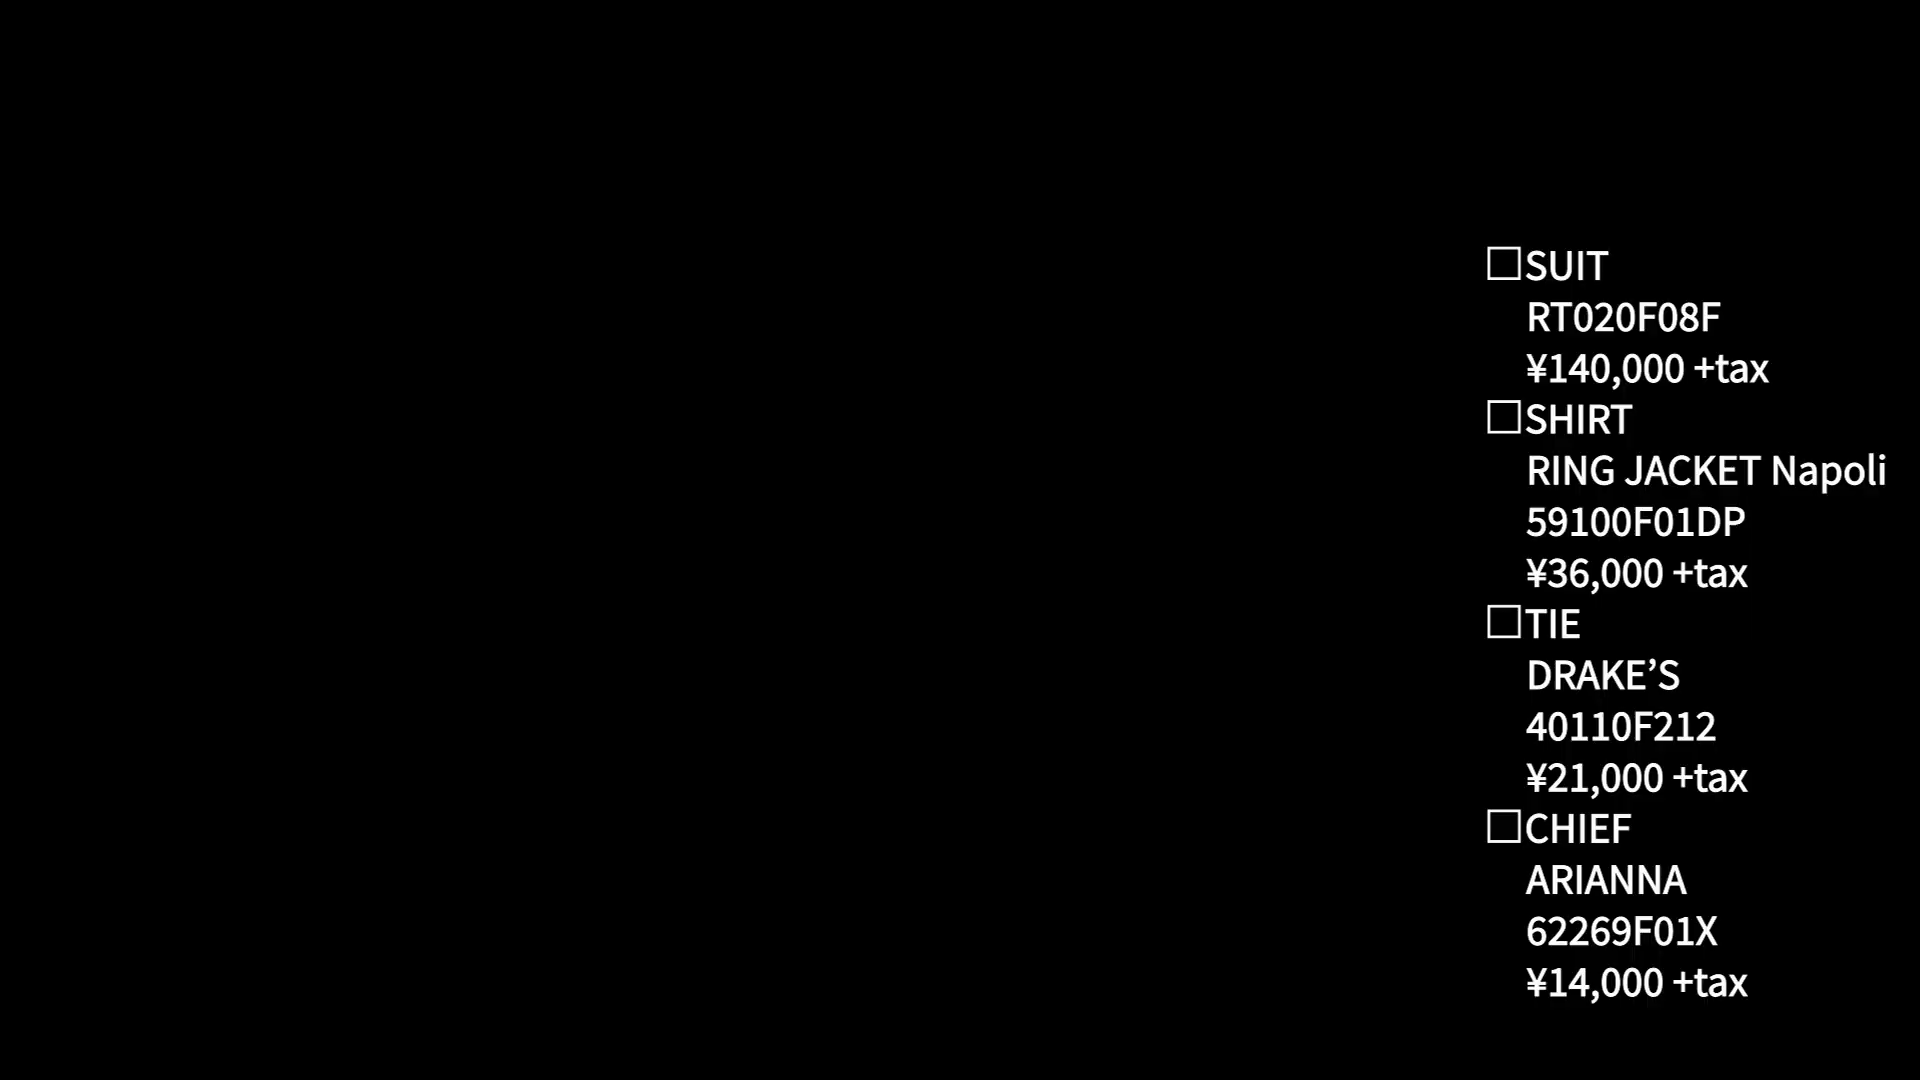 □SUIT
RT020F08F
¥140,000 +tax
□SHIRT
RING JACKET Napoli
59100F01DP
¥36,000 +tax
□TIE
DRAKE’S
40110F212
¥21,000 +tax
□CHIEF
ARIANNA
62269F01X
¥14,000 +tax